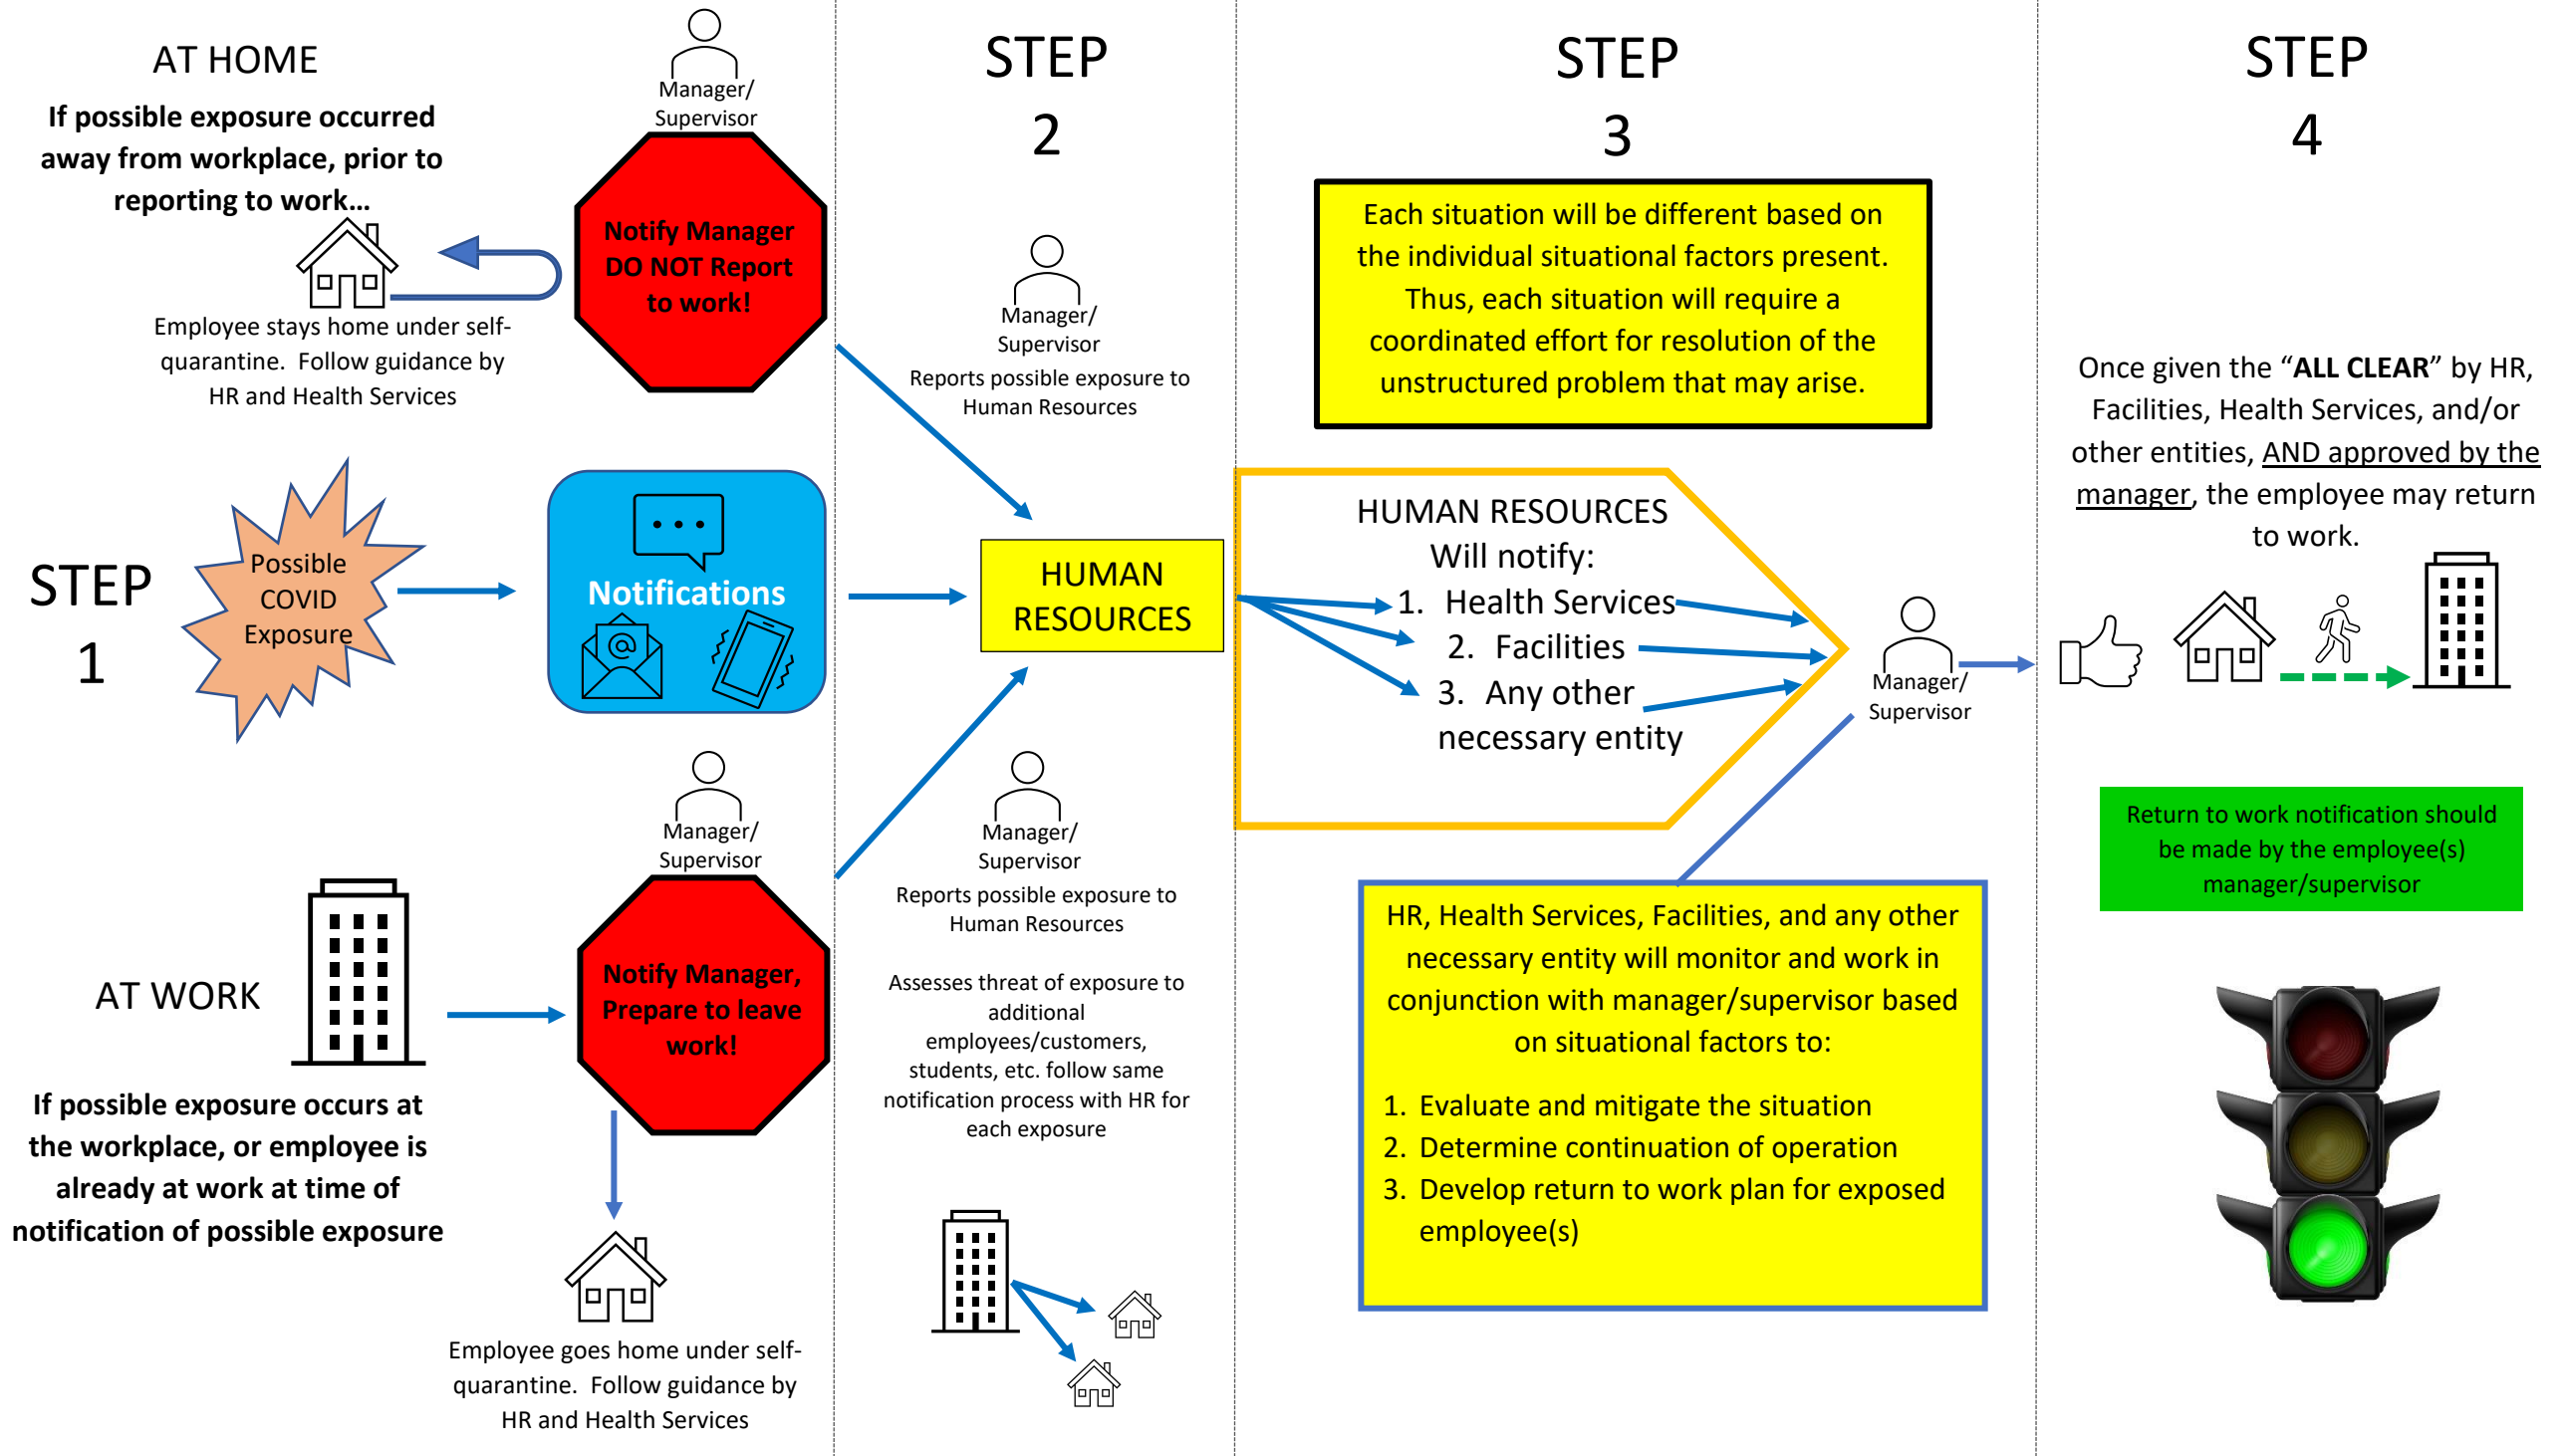 AT HOME
If possible exposure occurred
away from workplace, prior to
reporting to work…
Manager/
Supervisor
Notify Manager
DO NOT Report
to work!
Employee stays home under self-
quarantine.  Follow guidance by
HR and Health Services
STEP
1
Possible
COVID
Exposure
Notifications
@
AT WORK
If possible exposure occurs at
the workplace, or employee is
already at work at time of
notification of possible exposure
Manager/
Supervisor
Notify Manager,
Prepare to leave
work!
Employee goes home under self-
quarantine.  Follow guidance by
HR and Health Services
STEP
2
Manager/
Supervisor
Reports possible exposure to
Human Resources
HUMAN
RESOURCES
Manager/
Supervisor
Reports possible exposure to
Human Resources
Assesses threat of exposure to
additional
employees/customers,
students, etc. follow same
notification process with HR for
each exposure
STEP
3
Each situation will be different based on
the individual situational factors present.
Thus, each situation will require a
coordinated effort for resolution of the
unstructured problem that may arise.
HUMAN RESOURCES
Will notify:
1. Health Services
2. Facilities
3. Any other
necessary entity
Manager/
Supervisor
HR, Health Services, Facilities, and any other
necessary entity will monitor and work in
conjunction with manager/supervisor based
on situational factors to:
1. Evaluate and mitigate the situation
2. Determine continuation of operation
3. Develop return to work plan for exposed
employee(s)
STEP
4
Once given the “ALL CLEAR” by HR,
Facilities, Health Services, and/or
other entities, AND approved by the
manager, the employee may return
to work.
Return to work notification should
be made by the employee(s)
manager/supervisor